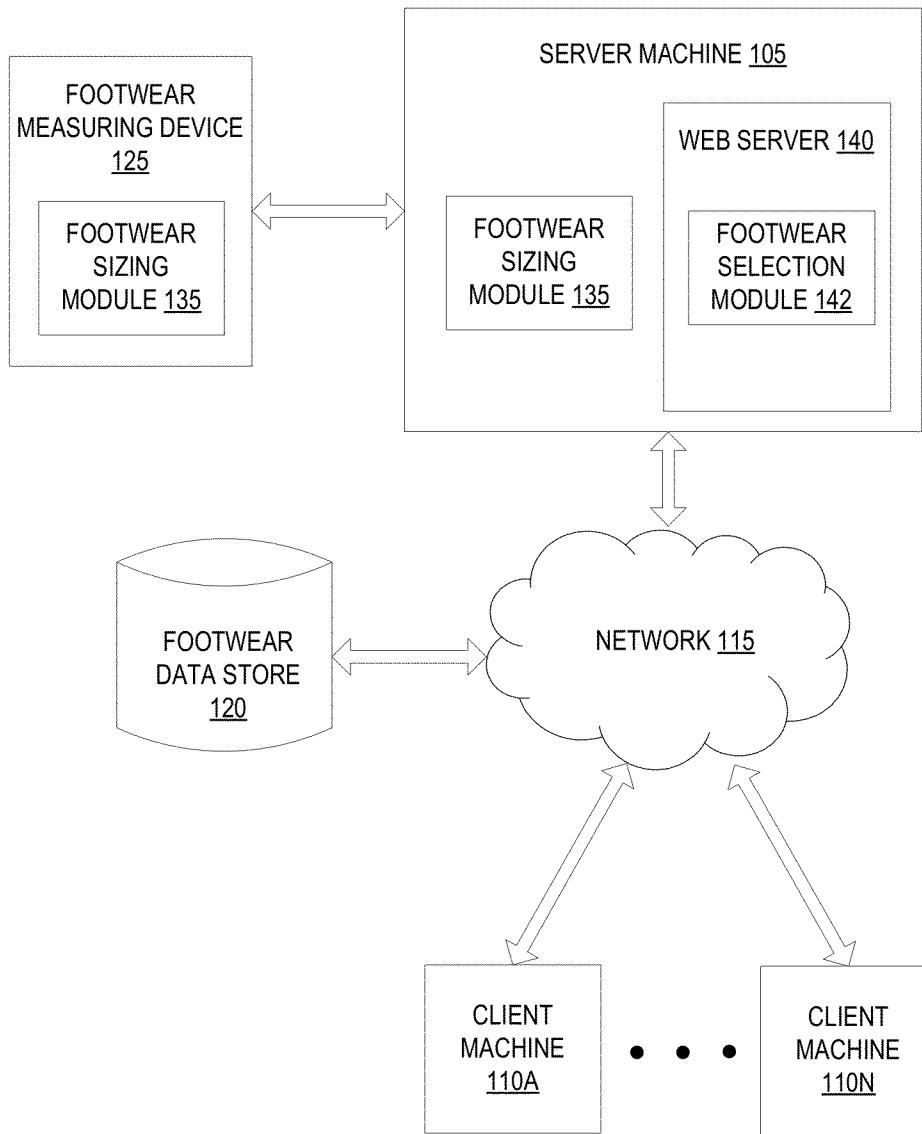 FOOTWEAR
MEASURING DEVICE
125
FOOTWEAR
SIZING
MODULE 135
SERVER MACHINE 105
WEB SERVER 140
FOOTWEAR
SIZING
MODULE 135
FOOTWEAR
SELECTION
MODULE 142
FOOTWEAR
DATA STORE
120
NETWORK 115
CLIENT
MACHINE
110A
CLIENT
MACHINE
110N